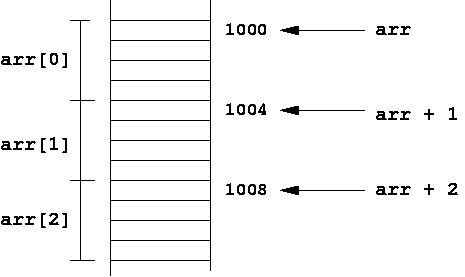 1000 arr
arr[0]
1004 arr + 1
arr[1]
1008 arr + 2
arr[2]